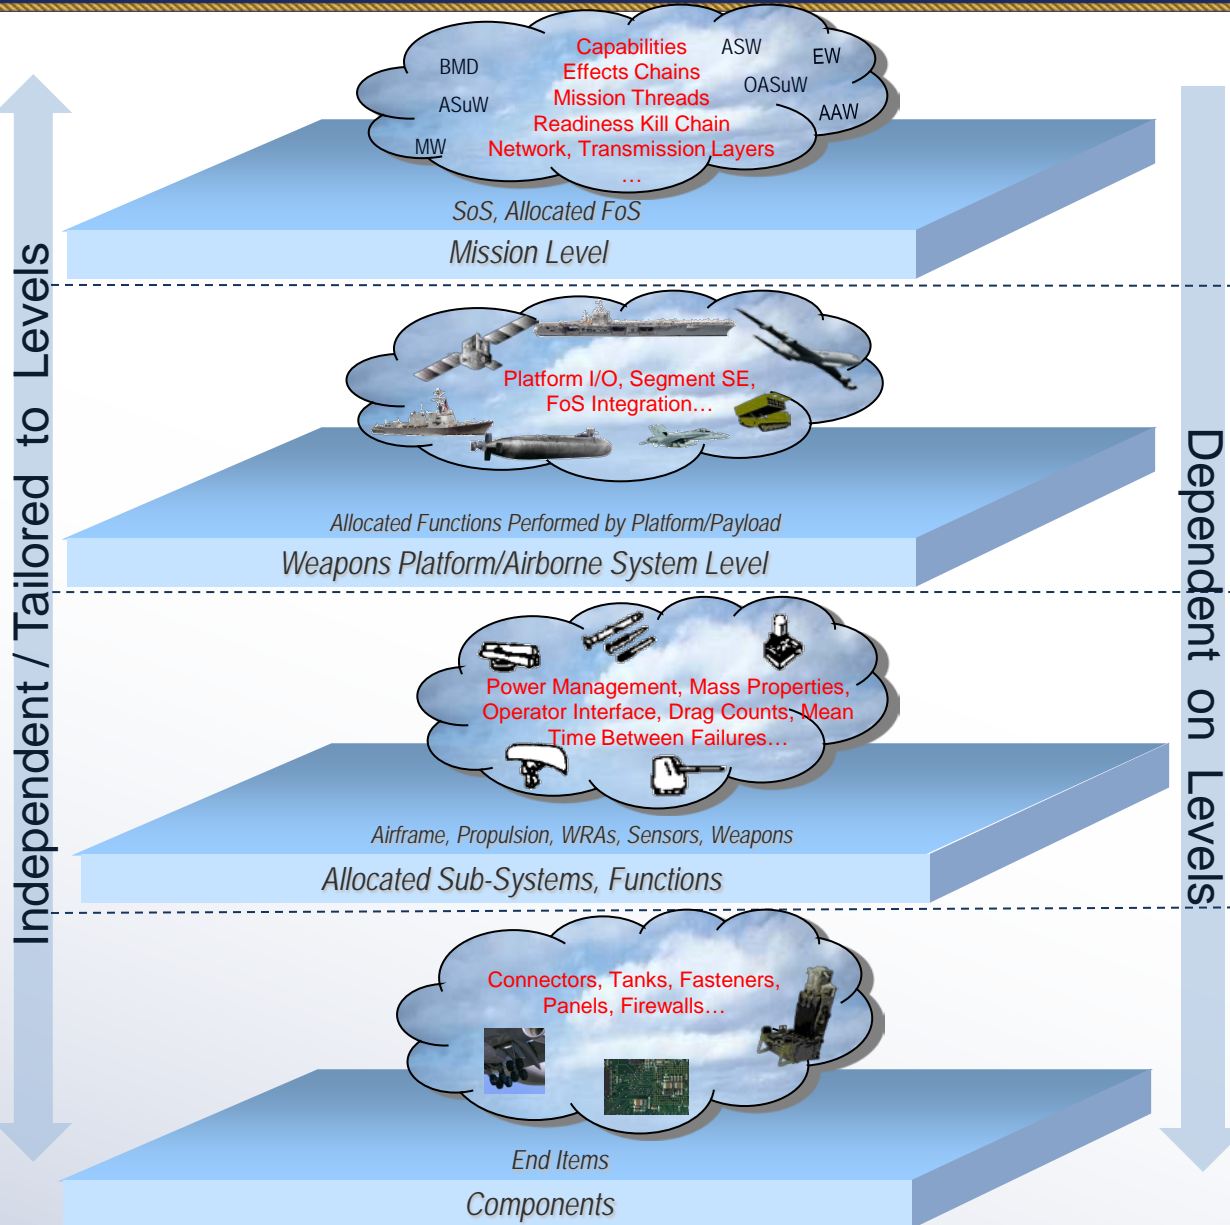 Capabilities
Effects Chains
Mission Threads
Readiness Kill Chain
Network, Transmission Layers
…
BMD
ASuW
MW
ASW
EW
OASuW
AAW
SoS, Allocated FoS
Mission Level
Platform I/O, Segment SE,
FoS Integration…
Allocated Functions Performed by Platform/Payload
Weapons Platform/Airborne System Level
Power Management, Mass Properties,
Operator Interface, Drag Counts, Mean
Time Between Failures…
Airframe, Propulsion, WRAs, Sensors, Weapons
Allocated Sub-Systems, Functions
Connectors, Tanks, Fasteners,
Panels, Firewalls…
End Items
Components
Independent / Tailored to Levels
Dependent on Levels